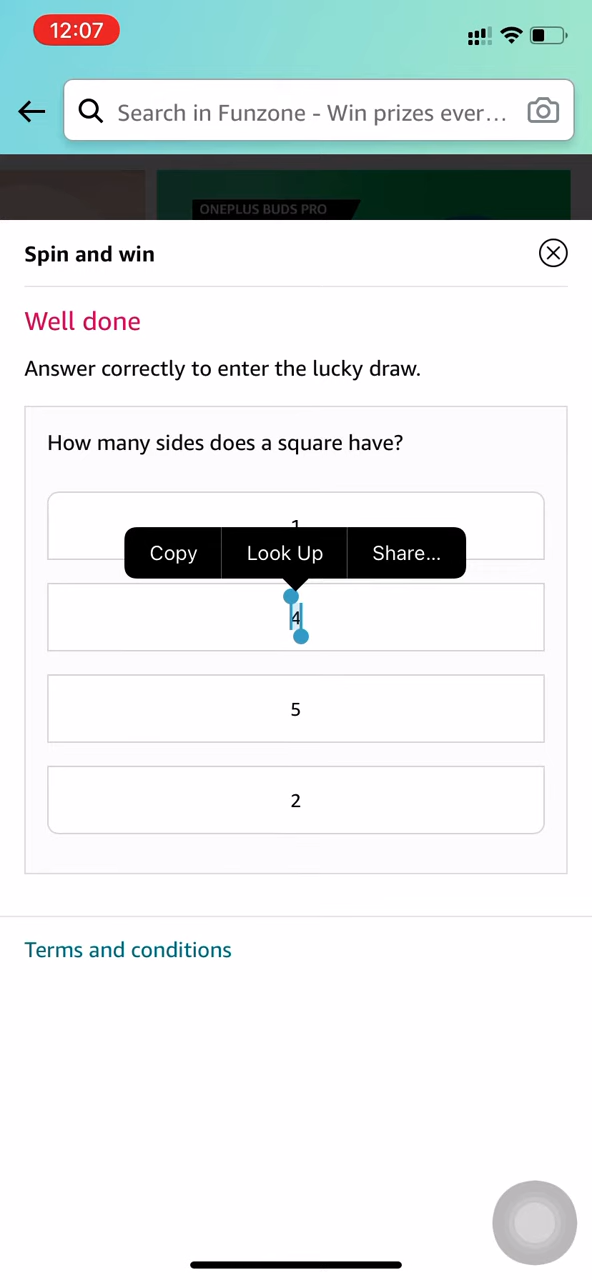 12:07
Search in Funzone - Win prizes ever...
ONEPLUS BUDS PRO
Spin and win
Well done
Answer correctly to enter the lucky draw.
How many sides does a square have?
1
Copy Look Up Share...
4
5
2
Terms and conditions